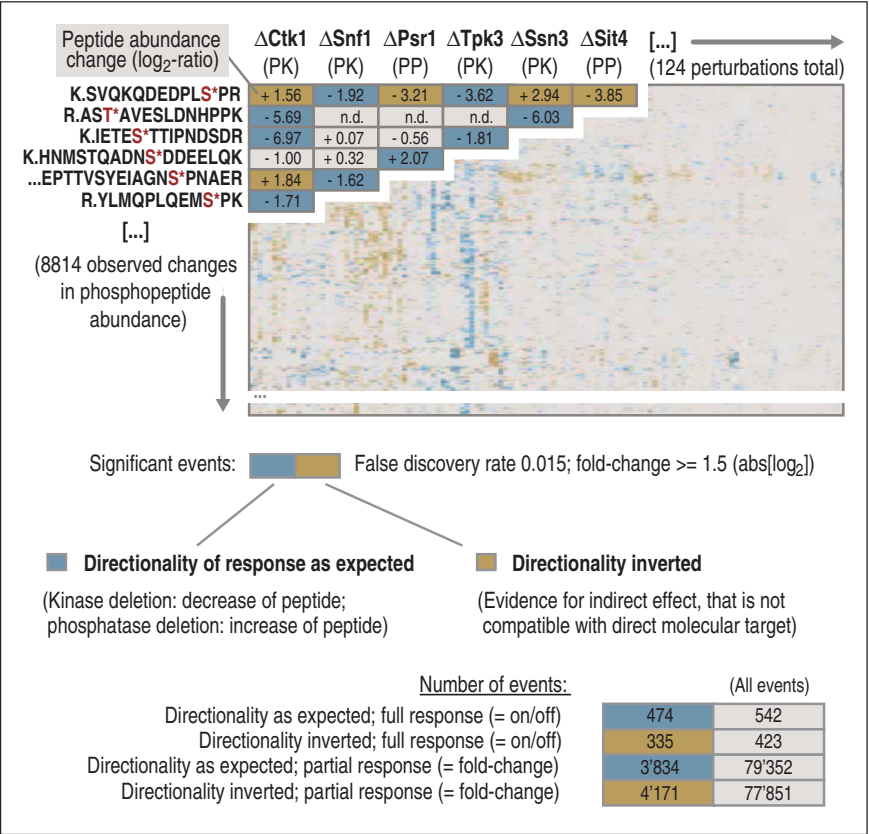 Peptide abundance
change (log2-ratio)
ΔCtk1 ΔSnf1 ΔPsr1 ΔTpk3 ΔSsn3 ΔSit4 [...]
(PK) (PK) (PP) (PK) (PK) (PP) (124 perturbations total)
K.SVQKQDEDPLS*PR + 1.56 - 1.92 - 3.21 - 3.62 + 2.94 - 3.85
R.AST*AVESLDNHPPK - 5.69 n.d. n.d. n.d. - 6.03
K.IETES*TTIPNDSDR - 6.97 + 0.07 - 0.56 - 1.81
K.HNMSTQADNS*DDEELQK - 1.00 + 0.32 + 2.07
...EPTTVSYEIAGNS*PNAER + 1.84 - 1.62
R.YLMQPLQEMS*PK - 1.71
[...]
(8814 observed changes
in phosphopeptide
abundance)
...
Significant events: False discovery rate 0.015; fold-change >= 1.5 (abs[log2])
Directionality of response as expected
(Kinase deletion: decrease of peptide;
phosphatase deletion: increase of peptide)
Directionality inverted
(Evidence for indirect effect, that is not
compatible with direct molecular target)
Number of events: (All events)
Directionality as expected; full response (= on/off) 474 542
Directionality inverted; full response (= on/off) 335 423
Directionality as expected; partial response (= fold-change) 3'834 79'352
Directionality inverted; partial response (= fold-change) 4'171 77'851